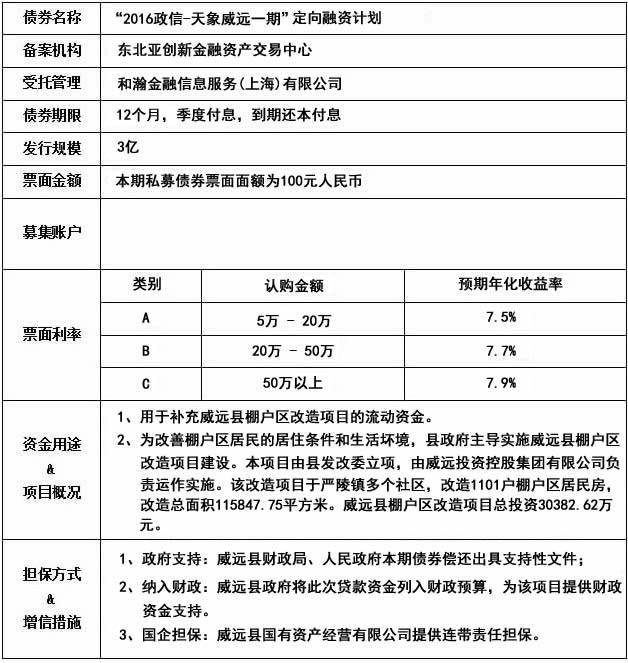 债券名称 “2016政信-天象威远一期”定向融资计划
备案机构 东北亚创新金融资产交易中心
受托管理 和瀚金融信息服务(上海)有限公司
债券期限 12个月，季度付息，到期还本付息
发行规模 3亿
票面金额 本期私募债券票面面额为100元人民币
募集账户
票面利率
类别 认购金额 预期年化收益率
A 5万 - 20万 7.5%
B 20万 - 50万 7.7%
C 50万以上 7.9%
资金用途
&
项目概况
1、用于补充威远县棚户区改造项目的流动资金。
2、为改善棚户区居民的居住条件和生活环境，县政府主导实施威远县棚户区
改造项目建设。本项目由县发改委立项，由威远投资控股集团有限公司负
责运作实施。该改造项目于严陵镇多个社区，改造1101户棚户区居民房，
改造总面积115847.75平方米。威远县棚户区改造项目总投资30382.62万
元。
担保方式
&
增信措施
1、政府支持：威远县财政局、人民政府本期债券偿还出具支持性文件；
2、纳入财政：威远县政府将此次贷款资金列入财政预算，为该项目提供财政
资金支持。
3、国企担保：威远县国有资产经营有限公司提供连带责任担保。